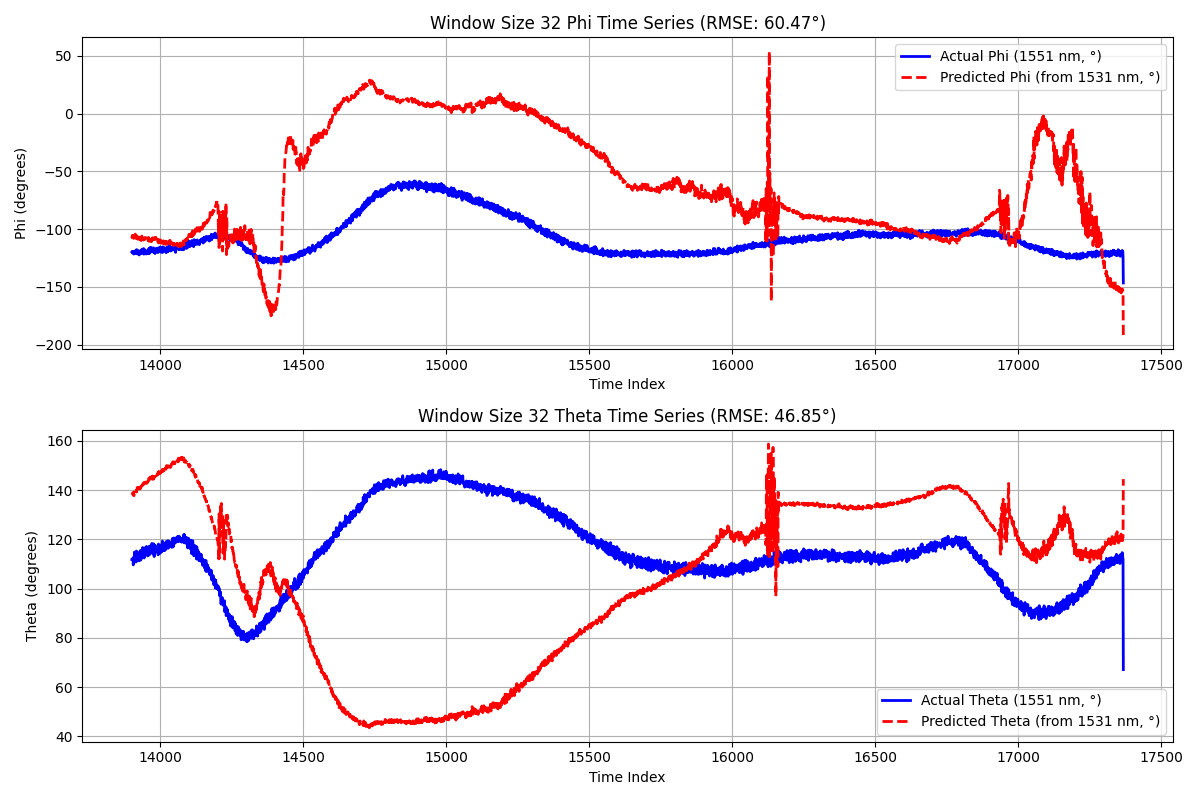 Window Size 32 Phi Time Series (RMSE: 60.47°)
Phi (degrees)
50
0
−50
−100
−150
−200
Actual Phi (1551 nm, °)
Predicted Phi (from 1531 nm, °)
14000 14500 15000 15500 16000 16500 17000 17500
Time Index
Window Size 32 Theta Time Series (RMSE: 46.85°)
Theta (degrees)
160
140
120
100
80
60
40
Actual Theta (1551 nm, °)
Predicted Theta (from 1531 nm, °)
14000 14500 15000 15500 16000 16500 17000 17500
Time Index